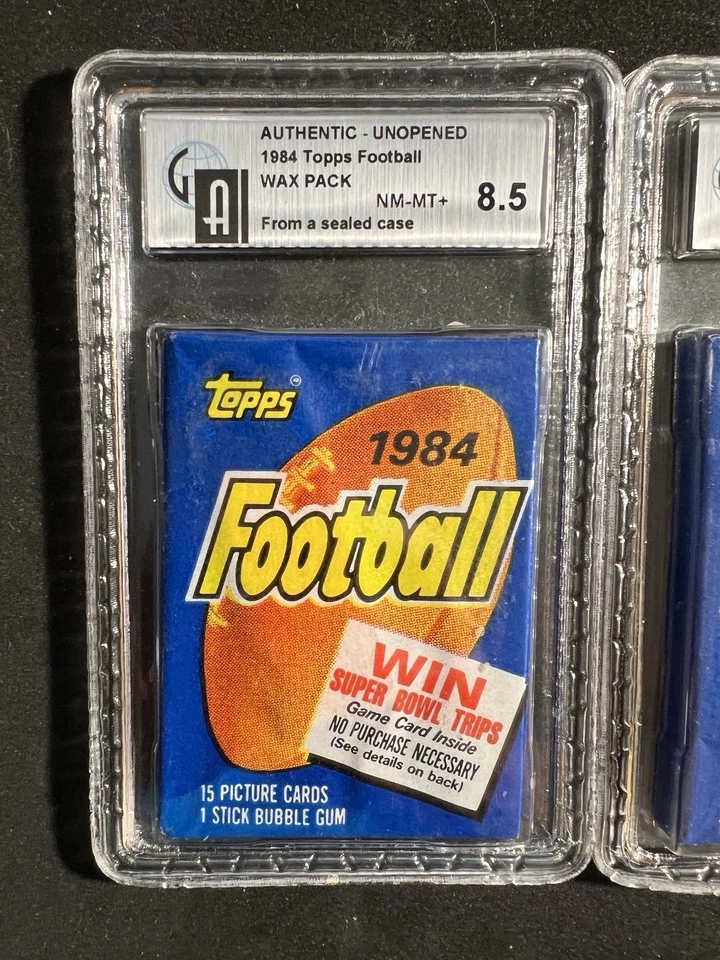 AUTHENTIC - UNOPENED
1984 Topps Football
WAX PACK
NM-MT+ 8.5
From a sealed case
GA
topps®
1984
Football
WIN
SUPER BOWL TRIPS
Game Card Inside
NO PURCHASE NECESSARY
(See details on back)
15 PICTURE CARDS
1 STICK BUBBLE GUM